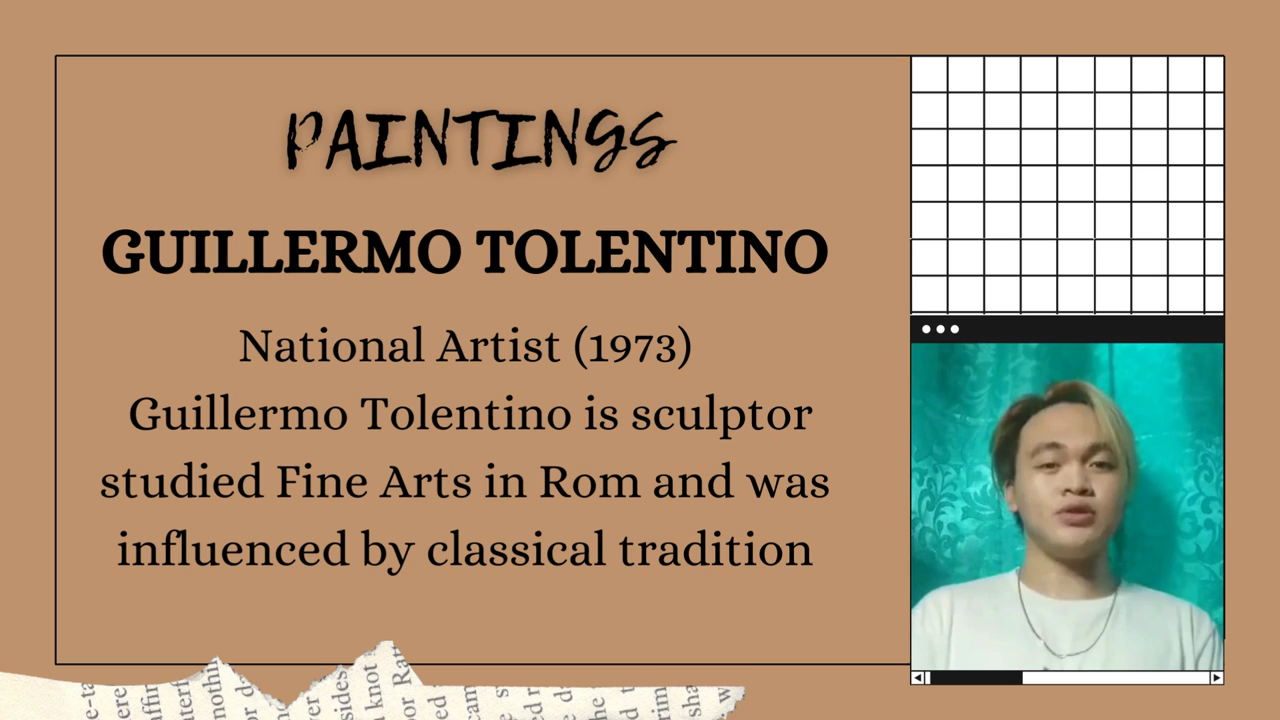 PAINTINGS
GUILLERMO TOLENTINO
National Artist (1973)
Guillermo Tolentino is sculptor
studied Fine Arts in Rom and was
influenced by classical tradition